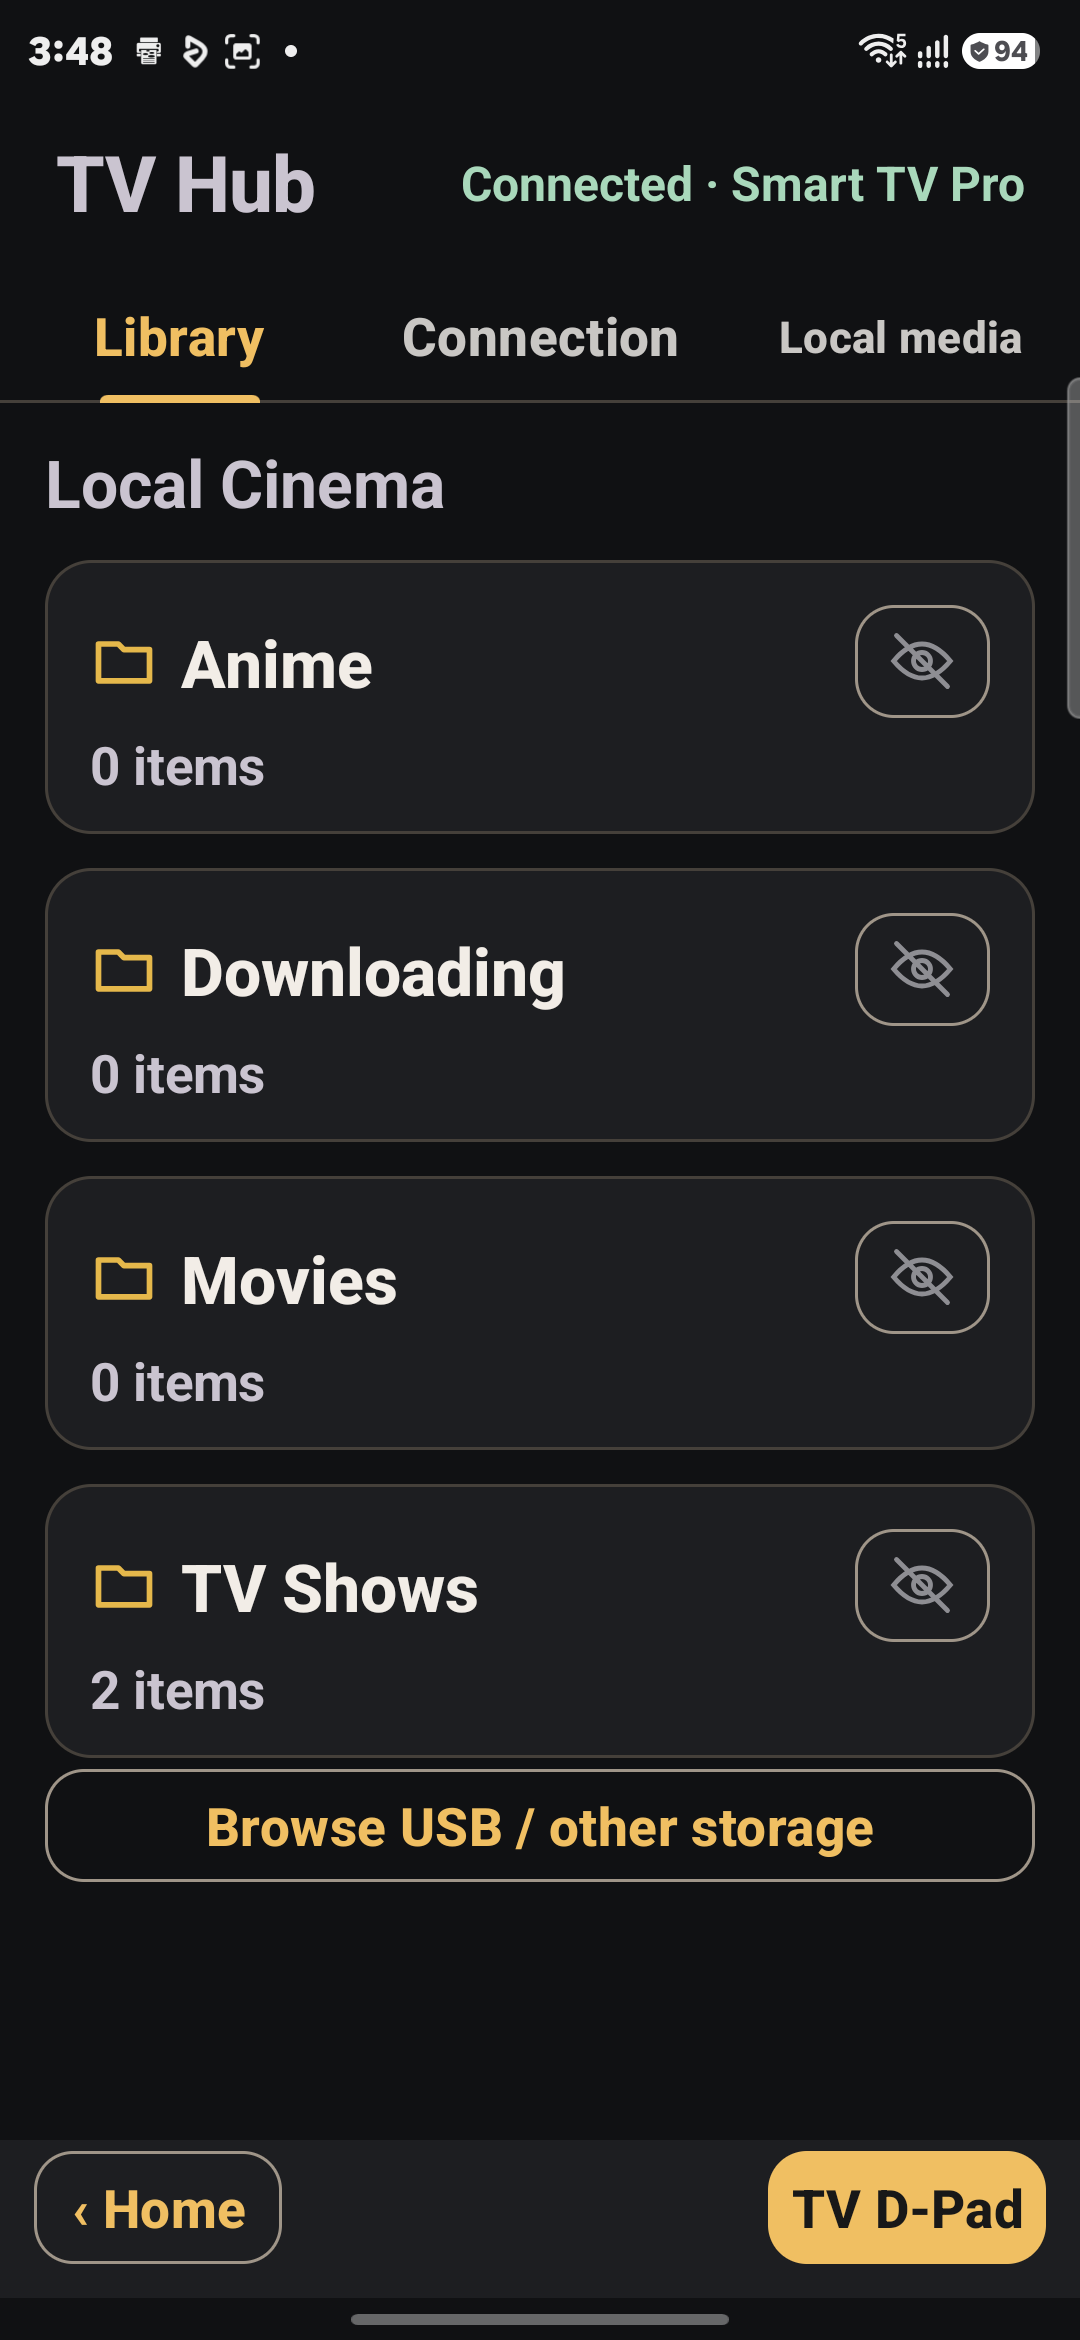 3:48
5
94
TV Hub
Connected · Smart TV Pro
Library
Connection
Local media
Local Cinema
Anime
0 items
Downloading
0 items
Movies
0 items
TV Shows
2 items
Browse USB / other storage
‹ Home
TV D-Pad